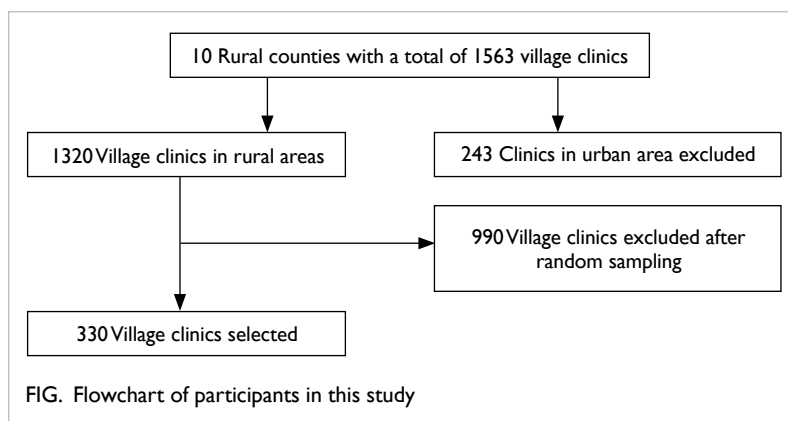 10 Rural counties with a total of 1563 village clinics
1320 Village clinics in rural areas
243 Clinics in urban area excluded
990 Village clinics excluded after
random sampling
330 Village clinics selected
FIG. Flowchart of participants in this study